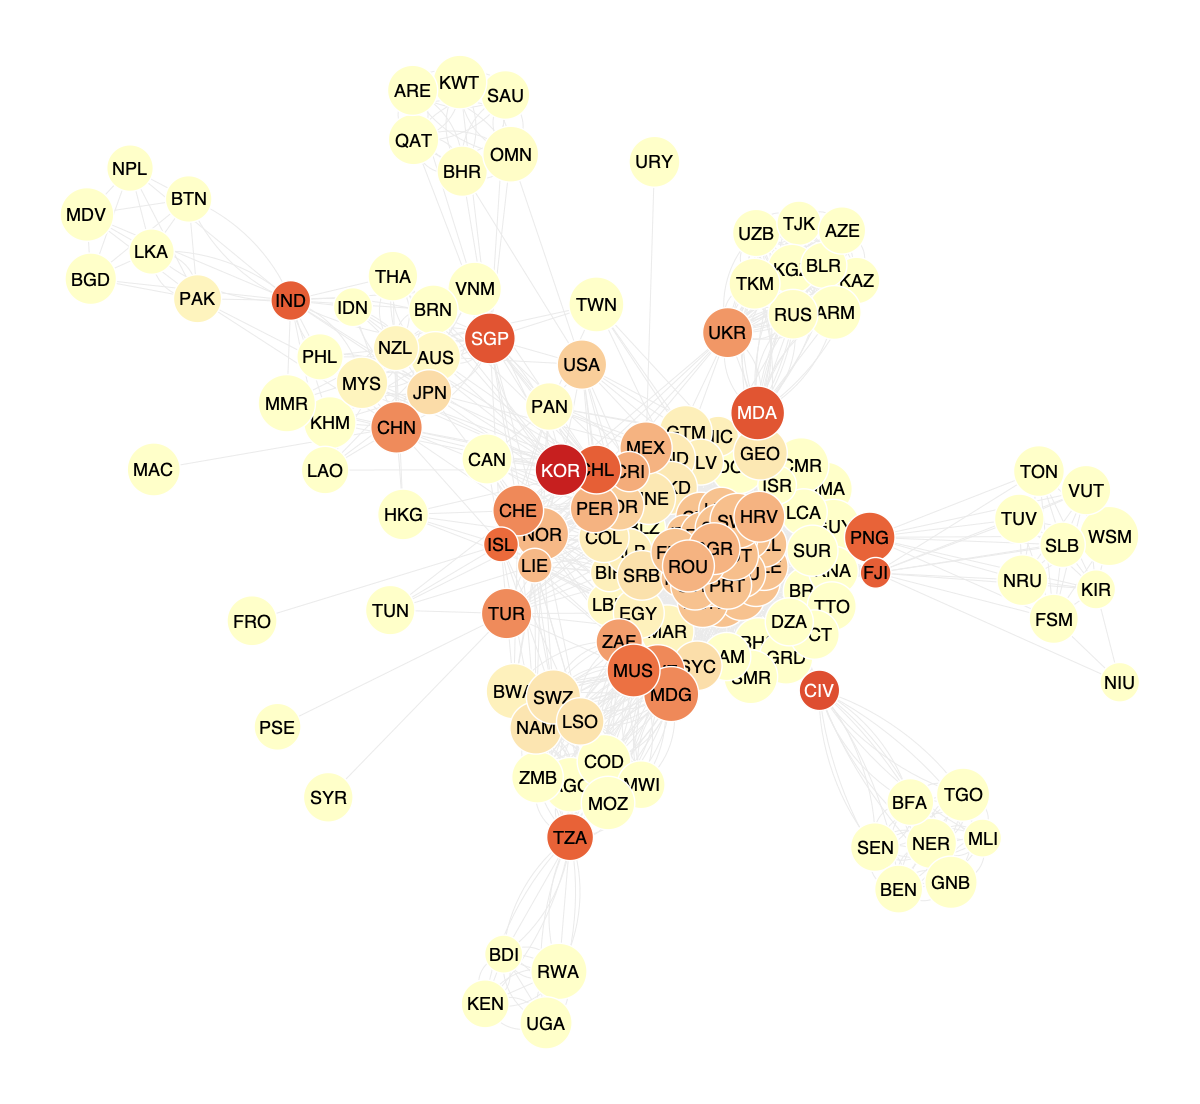 KWT
ARE
SAU
QAT
OMN
BHR
URY
NPL
BTN
MDV
LKA
BGD
PAK
IND
TJK
UZB
AZE
BLR
TKM
KAZ
RUS
ARM
UKR
THA
VNM
IDN
BRN
TWN
SGP
NZL
AUS
PHL
USA
MYS
JPN
MMR
PAN
KHM
CHN
MDA
GTM
MEX
GEO
MAC
LAO
CAN
KOR
CHL
CRI
CMR
ISR
TON
VUT
TUV
WSM
SLB
NRU
KIR
FSM
NIU
HKG
CHE
PER
NOR
COL
ISL
LIE
HRV
LCA
SUR
PNG
FJI
ROU
SRB
PRT
EGY
TTO
DZA
FRO
TUN
TUR
ZAF
MAR
MUS
SYC
MDG
GRD
SMR
CIV
BWA
SWZ
NAM
LSO
PSE
SYR
COD
ZMB
MWI
MOZ
TZA
BFA
TGO
SEN
NER
MLI
BEN
GNB
BDI
RWA
KEN
UGA